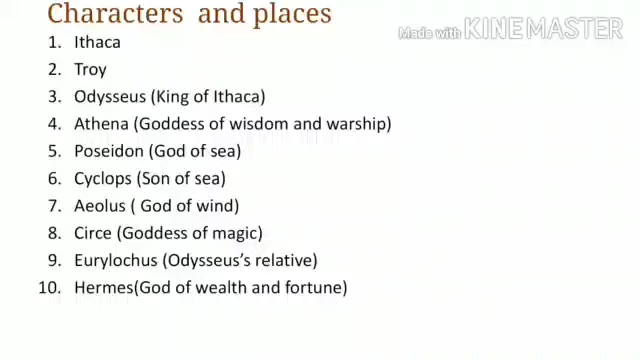 Characters and places
Made with KINEMASTER
1. Ithaca
2. Troy
3. Odysseus (King of Ithaca)
4. Athena (Goddess of wisdom and warship)
5. Poseidon (God of sea)
6. Cyclops (Son of sea)
7. Aeolus ( God of wind)
8. Circe (Goddess of magic)
9. Eurylochus (Odysseus's relative)
10. Hermes(God of wealth and fortune)